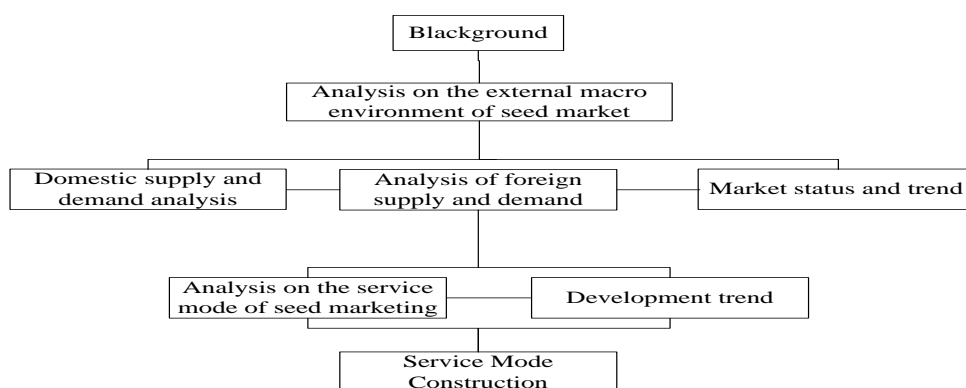 Blackground
Analysis on the external macro
environment of seed market
Domestic supply and
demand analysis
Analysis of foreign
supply and demand
Market status and trend
Analysis on the service
mode of seed marketing
Development trend
Service Mode
Construction